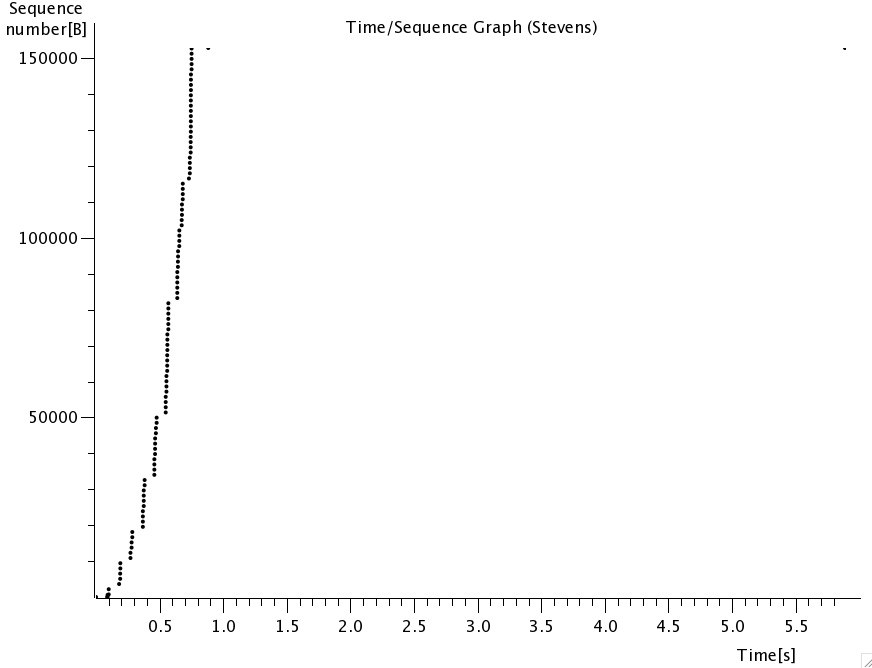 Sequence
number[B]
Time/Sequence Graph (Stevens)
150000
100000
50000
0.5 1.0 1.5 2.0 2.5 3.0 3.5 4.0 4.5 5.0 5.5
Time[s]